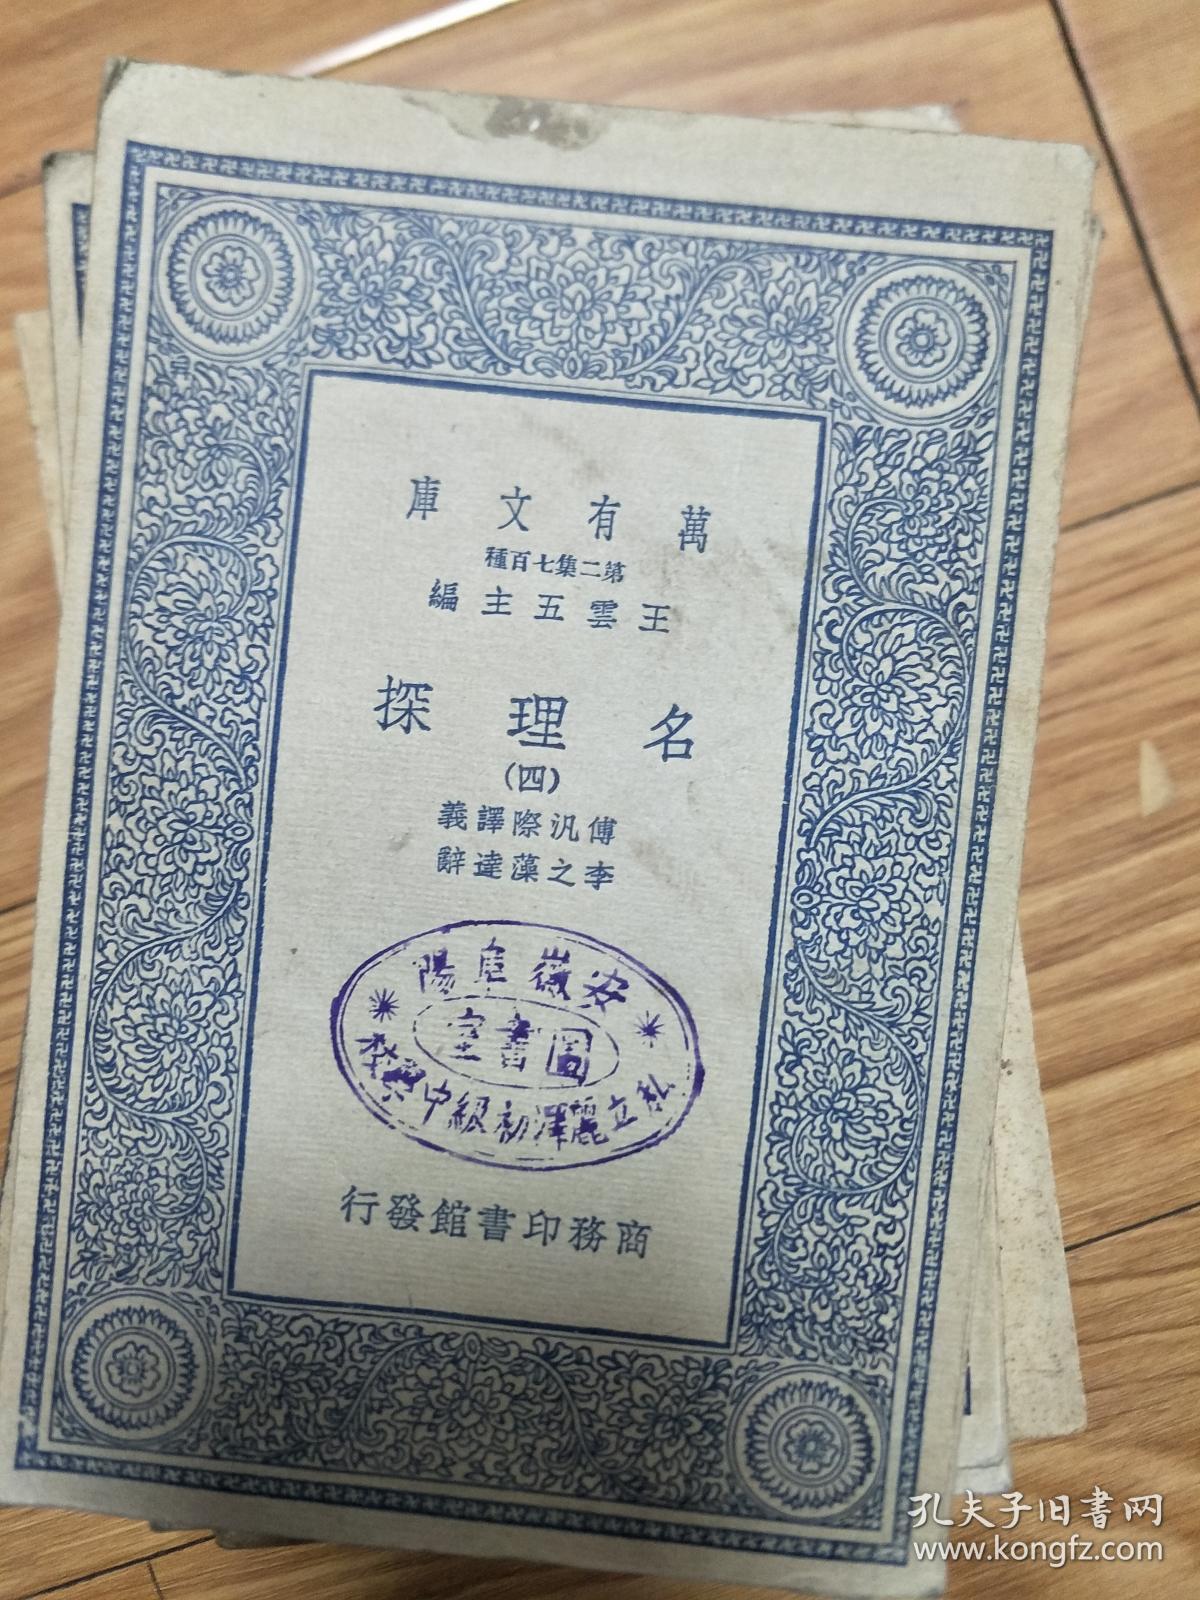 萬有文庫
第二集七百種
王雲五主編
名理探
(四)
傅汎際譯義
李之藻達辭
安徽阜陽
圖書室
私立麗澤初級中學校
商務印書館發行
孔夫子旧书网
www.kongfz.com